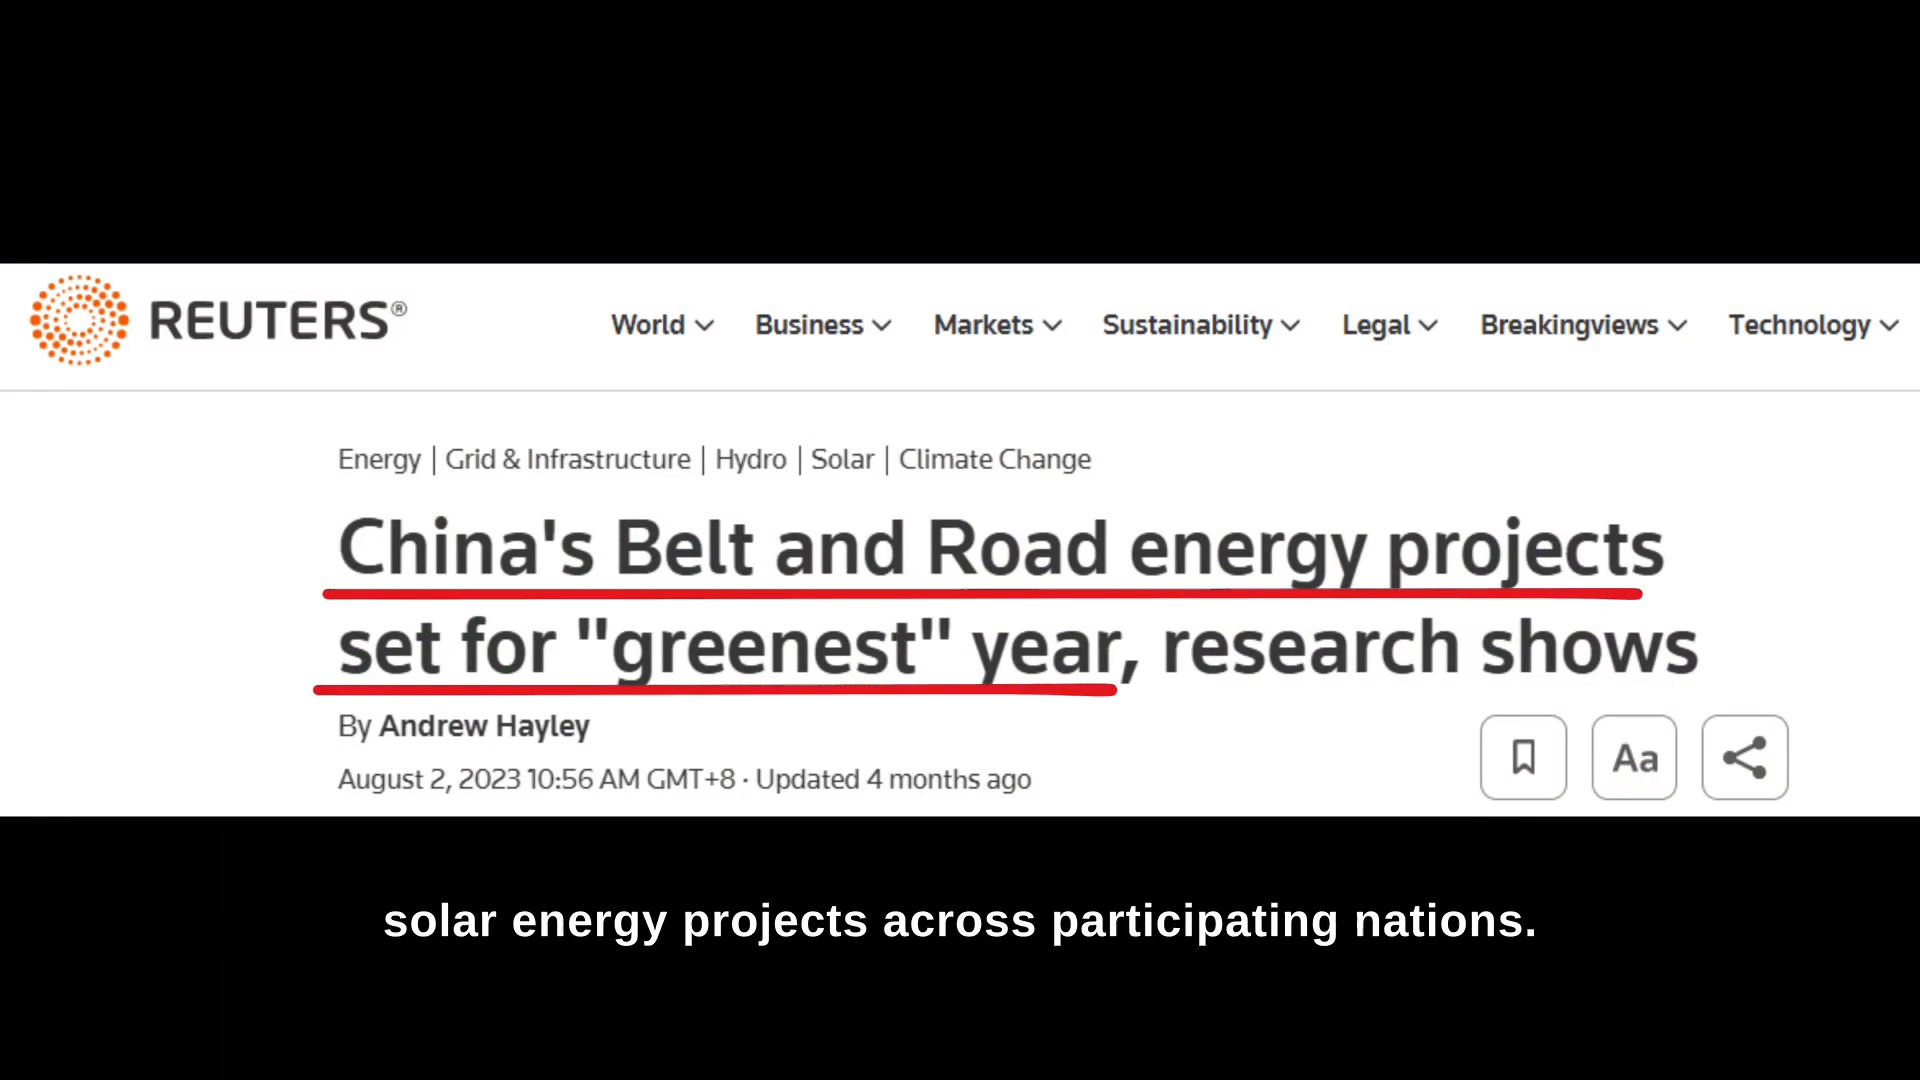 REUTERS®
World Business Markets Sustainability Legal Breakingviews Technology
Energy | Grid & Infrastructure | Hydro | Solar | Climate Change
China's Belt and Road energy projects
set for "greenest" year, research shows
By Andrew Hayley
August 2, 2023 10:56 AM GMT+8 · Updated 4 months ago
Aa
solar energy projects across participating nations.